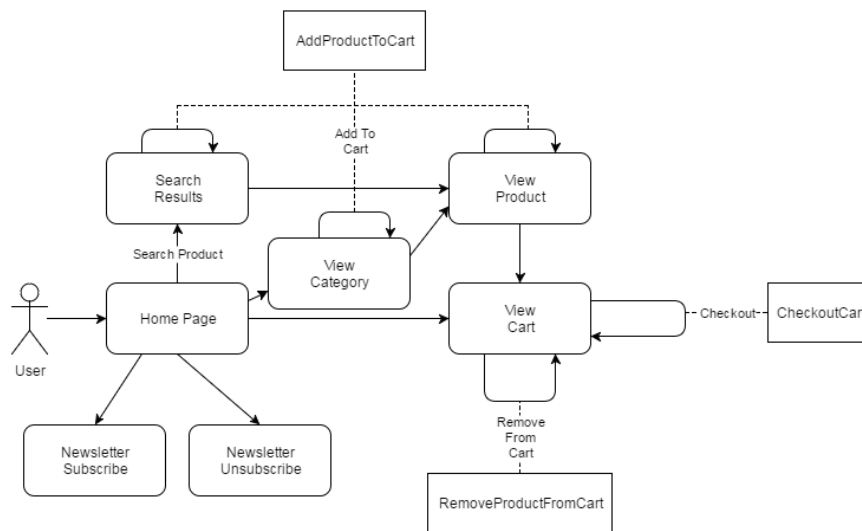 AddProductToCart
Add To
Cart
Search
Results
View
Product
Search Product
View
Category
Home Page
View
Cart
Checkout
CheckoutCart
User
Newsletter
Subscribe
Newsletter
Unsubscribe
Remove
From
Cart
RemoveProductFromCart